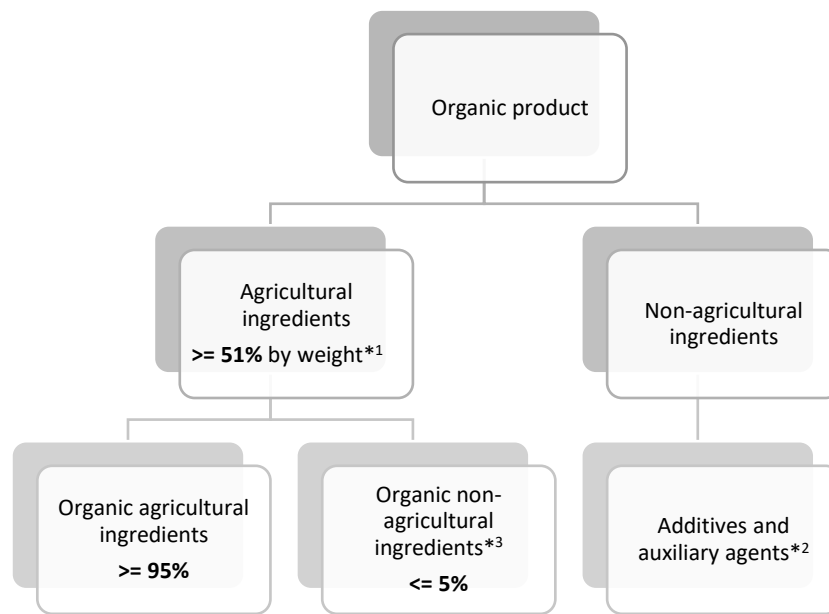 Organic product
Agricultural
ingredients
>= 51% by weight*1
Non-agricultural
ingredients
Organic agricultural
ingredients
>= 95%
Organic non-
agricultural
ingredients*3
<= 5%
Additives and
auxiliary agents*2